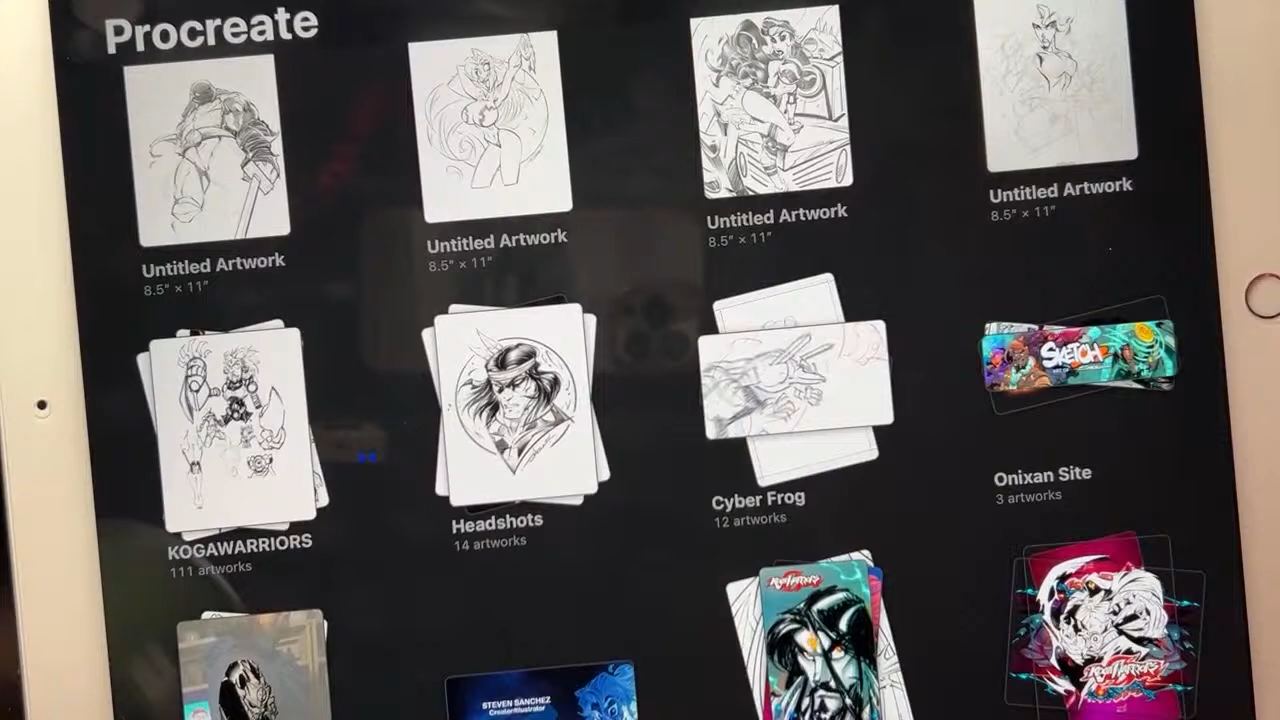 Procreate
Untitled Artwork
8.5" × 11"
Untitled Artwork
8.5" × 11"
Untitled Artwork
8.5" × 11"
Untitled Artwork
8.5" × 11"
KOGAWARRIORS
111 artworks
Headshots
14 artworks
Cyber Frog
12 artworks
SKETCH
Onixan Site
3 artworks
STEVEN SANCHEZ
Creator/Illustrator